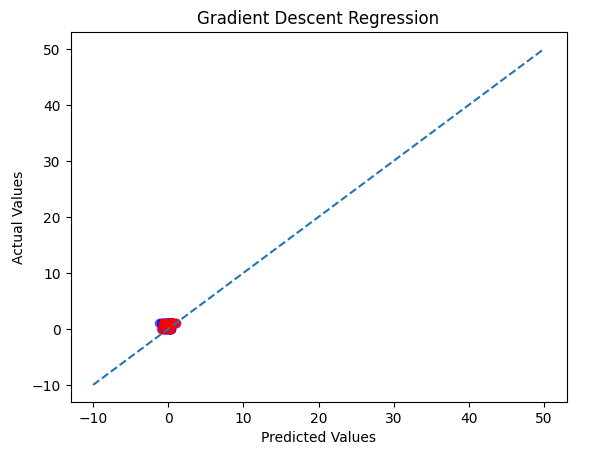 Gradient Descent Regression
50
40
30
20
10
0
−10
Actual Values
−10 0 10 20 30 40 50
Predicted Values